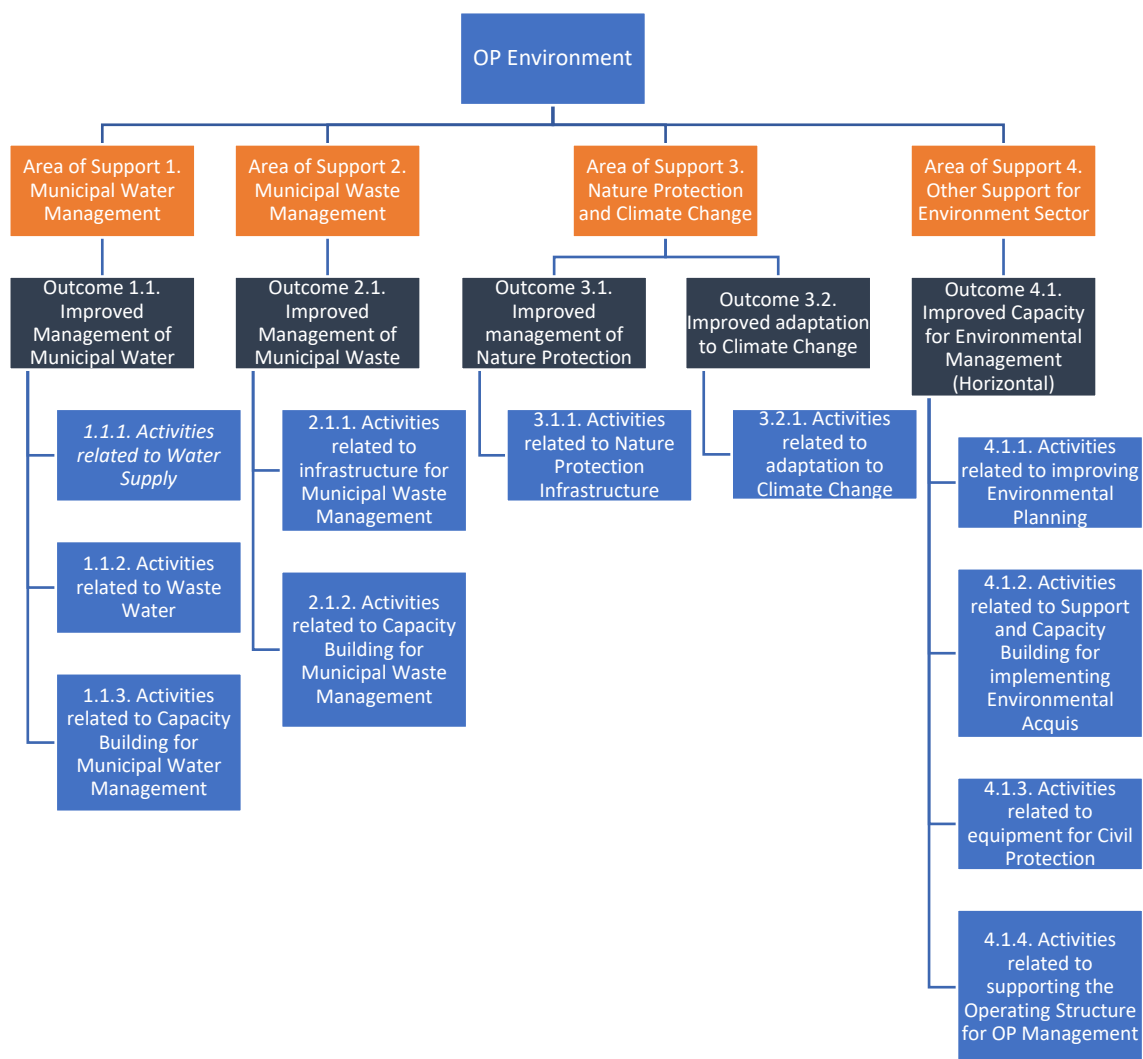 OP Environment
Area of Support 1.
Municipal Water
Management
Area of Support 2.
Municipal Waste
Management
Area of Support 3.
Nature Protection
and Climate Change
Area of Support 4.
Other Support for
Environment Sector
Outcome 1.1.
Improved
Management of
Municipal Water
Outcome 2.1.
Improved
Management of
Municipal Waste
Outcome 3.1.
Improved
management of
Nature Protection
Outcome 3.2.
Improved adaptation
to Climate Change
Outcome 4.1.
Improved Capacity
for Environmental
Management
(Horizontal)
1.1.1. Activities
related to Water
Supply
1.1.2. Activities
related to Waste
Water
1.1.3. Activities
related to Capacity
Building for
Municipal Water
Management
2.1.1. Activities
related to
infrastructure for
Municipal Waste
Management
2.1.2. Activities
related to Capacity
Building for
Municipal Waste
Management
3.1.1. Activities
related to Nature
Protection
Infrastructure
3.2.1. Activities
related to
adaptation to
Climate Change
4.1.1. Activities
related to improving
Environmental
Planning
4.1.2. Activities
related to Support
and Capacity
Building for
implementing
Environmental
Acquis
4.1.3. Activities
related to
equipment for Civil
Protection
4.1.4. Activities
related to
supporting the
Operating Structure
for OP Management